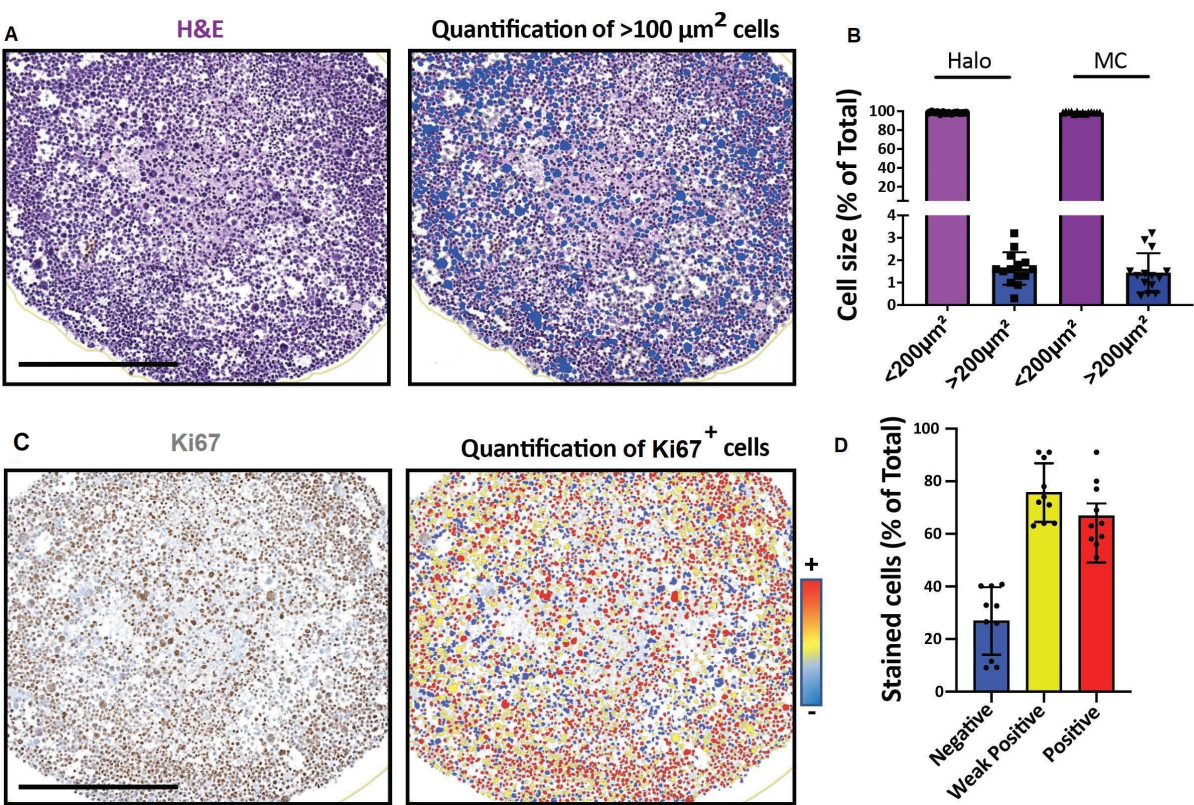 A
H&E
Quantification of >100 µm² cells
B
Halo
MC
Cell size (% of Total)
100
80
60
40
20
4
3
2
1
0
<200µm²
>200µm²
<200µm²
>200µm²
C
Ki67
Quantification of Ki67⁺ cells
+
-
D
Stained cells (% of Total)
100
80
60
40
20
0
Negative
Weak Positive
Positive